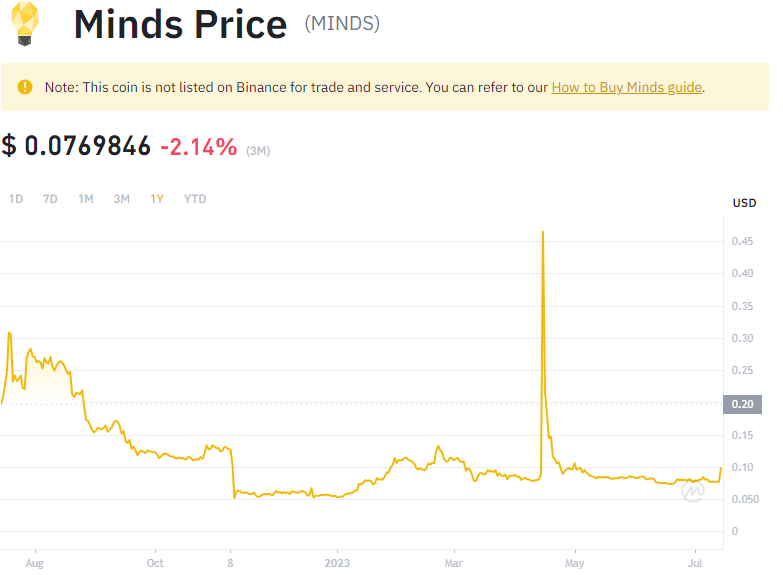 Minds Price (MINDS)
Note: This coin is not listed on Binance for trade and service. You can refer to our How to Buy Minds guide.
$ 0.0769846 -2.14% (3M)
1D 7D 1M 3M 1Y YTD
USD
0.45
0.40
0.35
0.30
0.25
0.20
0.15
0.10
0.050
0
Aug Oct 8 2023 Mar May Jul